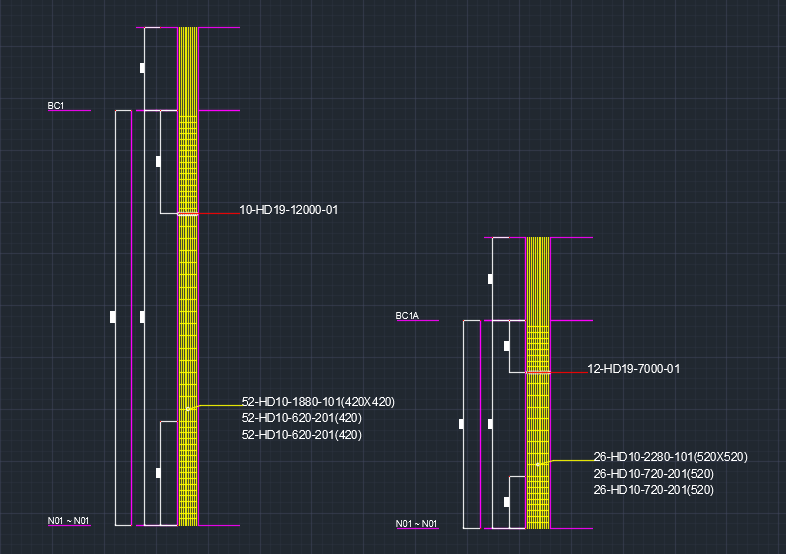 BC1
10-HD19-12000-01
52-HD10-1880-101(420X420)
52-HD10-620-201(420)
52-HD10-620-201(420)
N01 ~ N01
BC1A
12-HD19-7000-01
26-HD10-2280-101(520X520)
26-HD10-720-201(520)
26-HD10-720-201(520)
N01 ~ N01